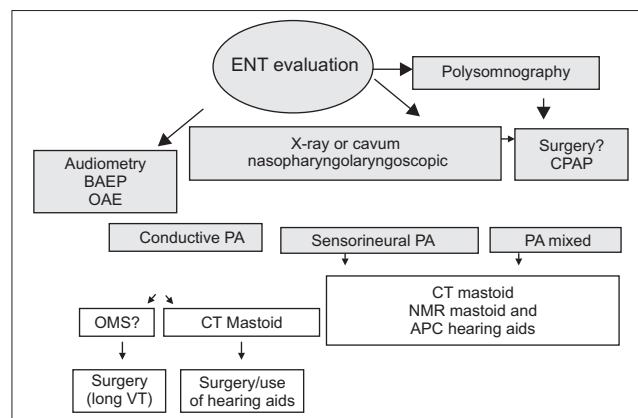 ENT evaluation
Polysomnography
X-ray or cavum
nasopharyngolaryngoscopic
Surgery?
CPAP
Audiometry
BAEP
OAE
Conductive PA
Sensorineural PA
PA mixed
CT mastoid
NMR mastoid and
APC hearing aids
OMS?
CT Mastoid
Surgery
(long VT)
Surgery/use
of hearing aids